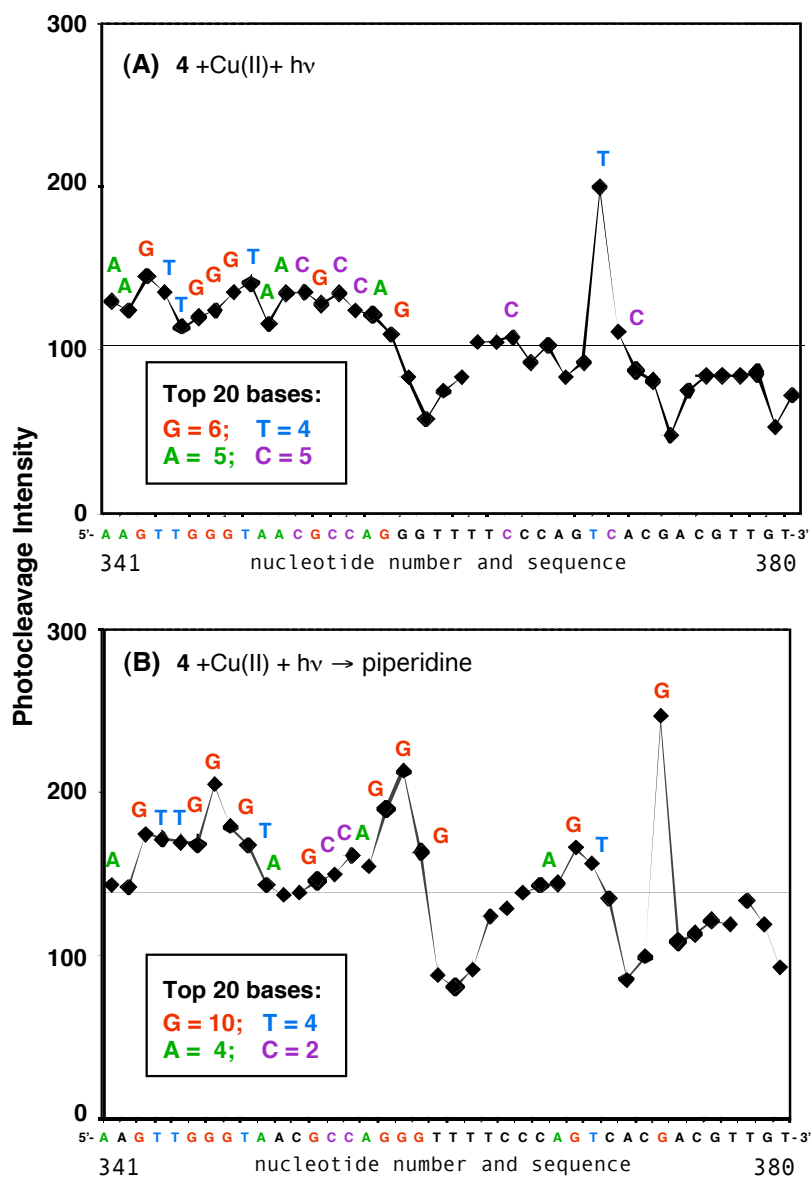 Photocleavage Intensity
300
(A) 4 +Cu(II)+ hν
200
T
A A G T T G G G T A A C G C C A G
C C
100
Top 20 bases:
G = 6; T = 4
A = 5; C = 5
0
5'- A A G T T G G G T A A C G C C A G G G T T T T C C C A G T C A C G A C G T T G T -3'
341 nucleotide number and sequence 380
300
(B) 4 +Cu(II) + hν → piperidine
G
200
A G T T G G G T A G C C A G G G A G T
100
Top 20 bases:
G = 10; T = 4
A = 4; C = 2
0
5'- A A G T T G G G T A A C G C C A G G G T T T T C C C A G T C A C G A C G T T G T -3'
341 nucleotide number and sequence 380